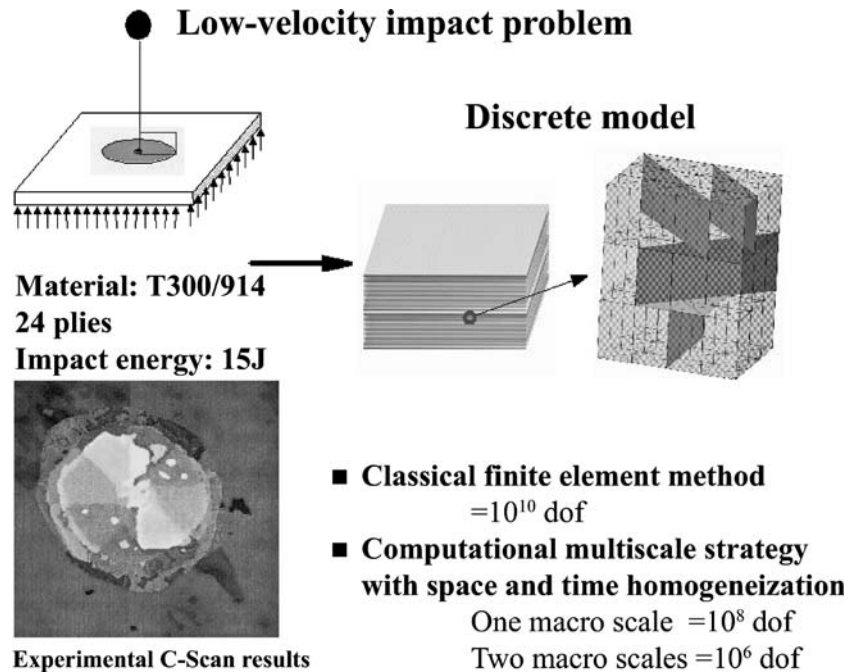 Low-velocity impact problem
Discrete model
Material: T300/914
24 plies
Impact energy: 15J
Experimental C-Scan results
■ Classical finite element method
=10¹⁰ dof
■ Computational multiscale strategy
with space and time homogeneization
One macro scale =10⁸ dof
Two macro scales =10⁶ dof